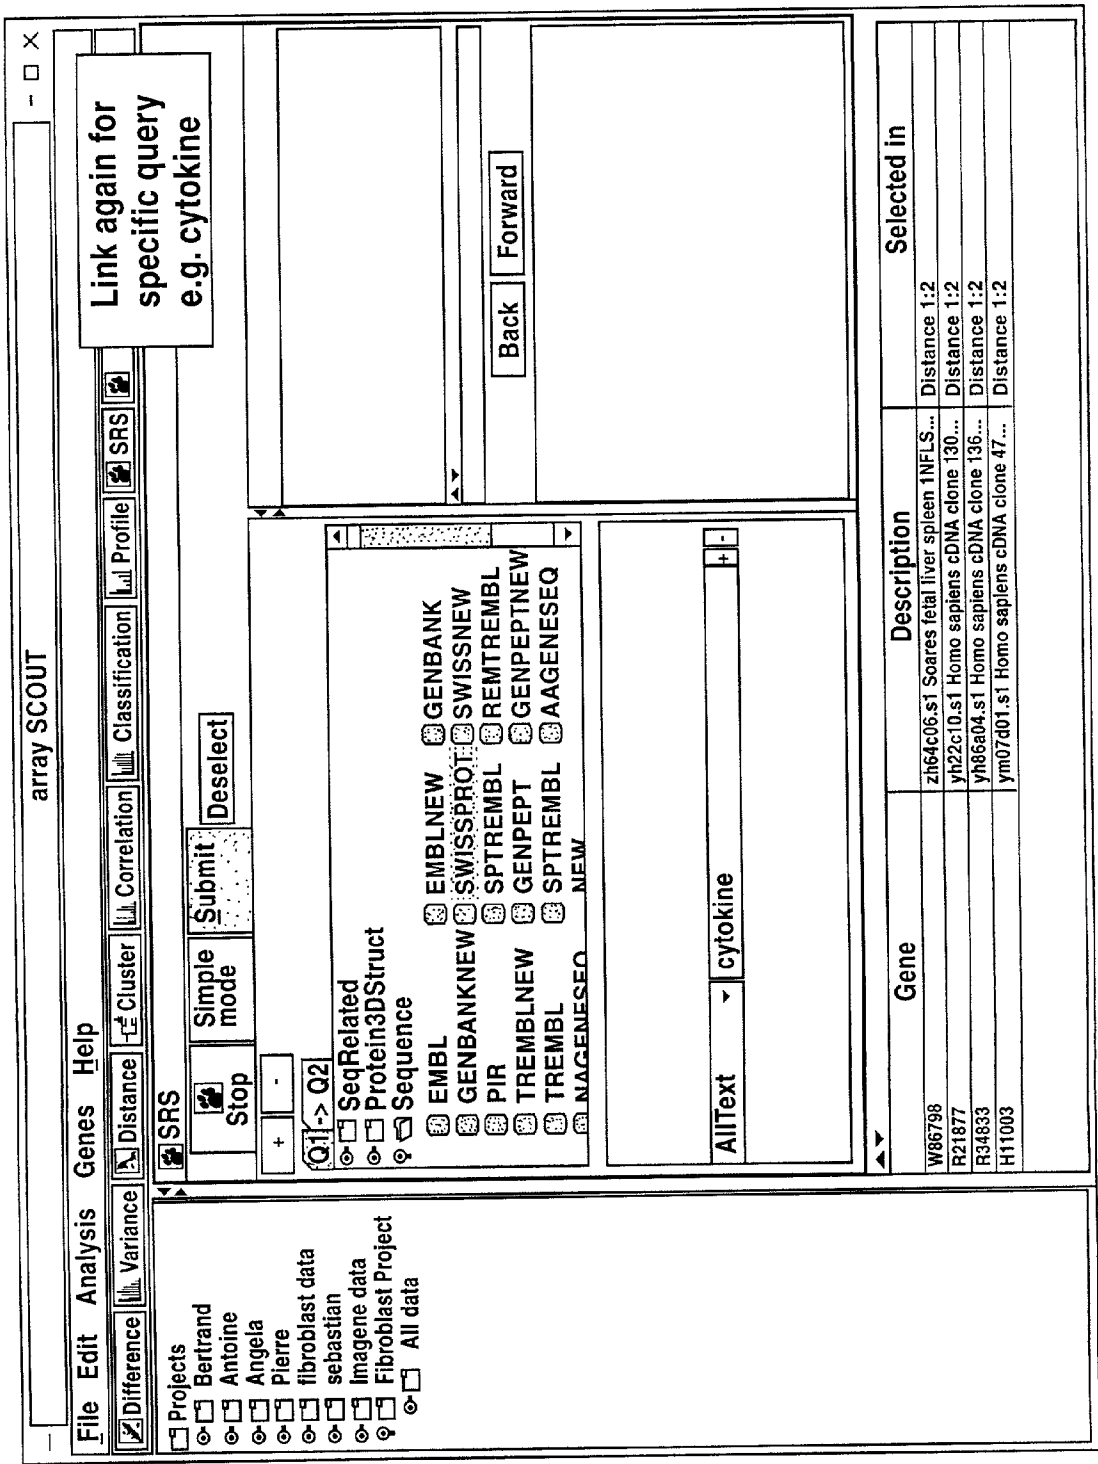 array SCOUT
File Edit Analysis Genes Help
Difference Variance Distance Cluster Correlation Classification Profile SRS
Link again for
specific query
e.g. cytokine
Projects
Bertrand
Antoine
Angela
Pierre
fibroblast data
sebastian
Imagene data
Fibroblast Project
All data
SRS
Stop
Simple
mode
Submit
Deselect
+ -
Q1 -> Q2
SeqRelated
Protein3DStruct
Sequence
EMBL EMBLNEW GENBANK
GENBANKNEW SWISSPROT SWISSNEW
PIR SPTREMBL REMTREMBL
TREMBLNEW GENPEPT GENPEPTNEW
TREMBL SPTREMBL AAGENESEQ
NAGENESEQ NEW
AllText cytokine + -
Back Forward
Gene Description Selected in
W86798 zh64c06.s1 Soares fetal liver spleen 1NFLS... Distance 1:2
R21877 yh22c10.s1 Homo sapiens cDNA clone 130... Distance 1:2
R34833 yh86a04.s1 Homo sapiens cDNA clone 136... Distance 1:2
H11003 ym07d01.s1 Homo sapiens cDNA clone 47... Distance 1:2